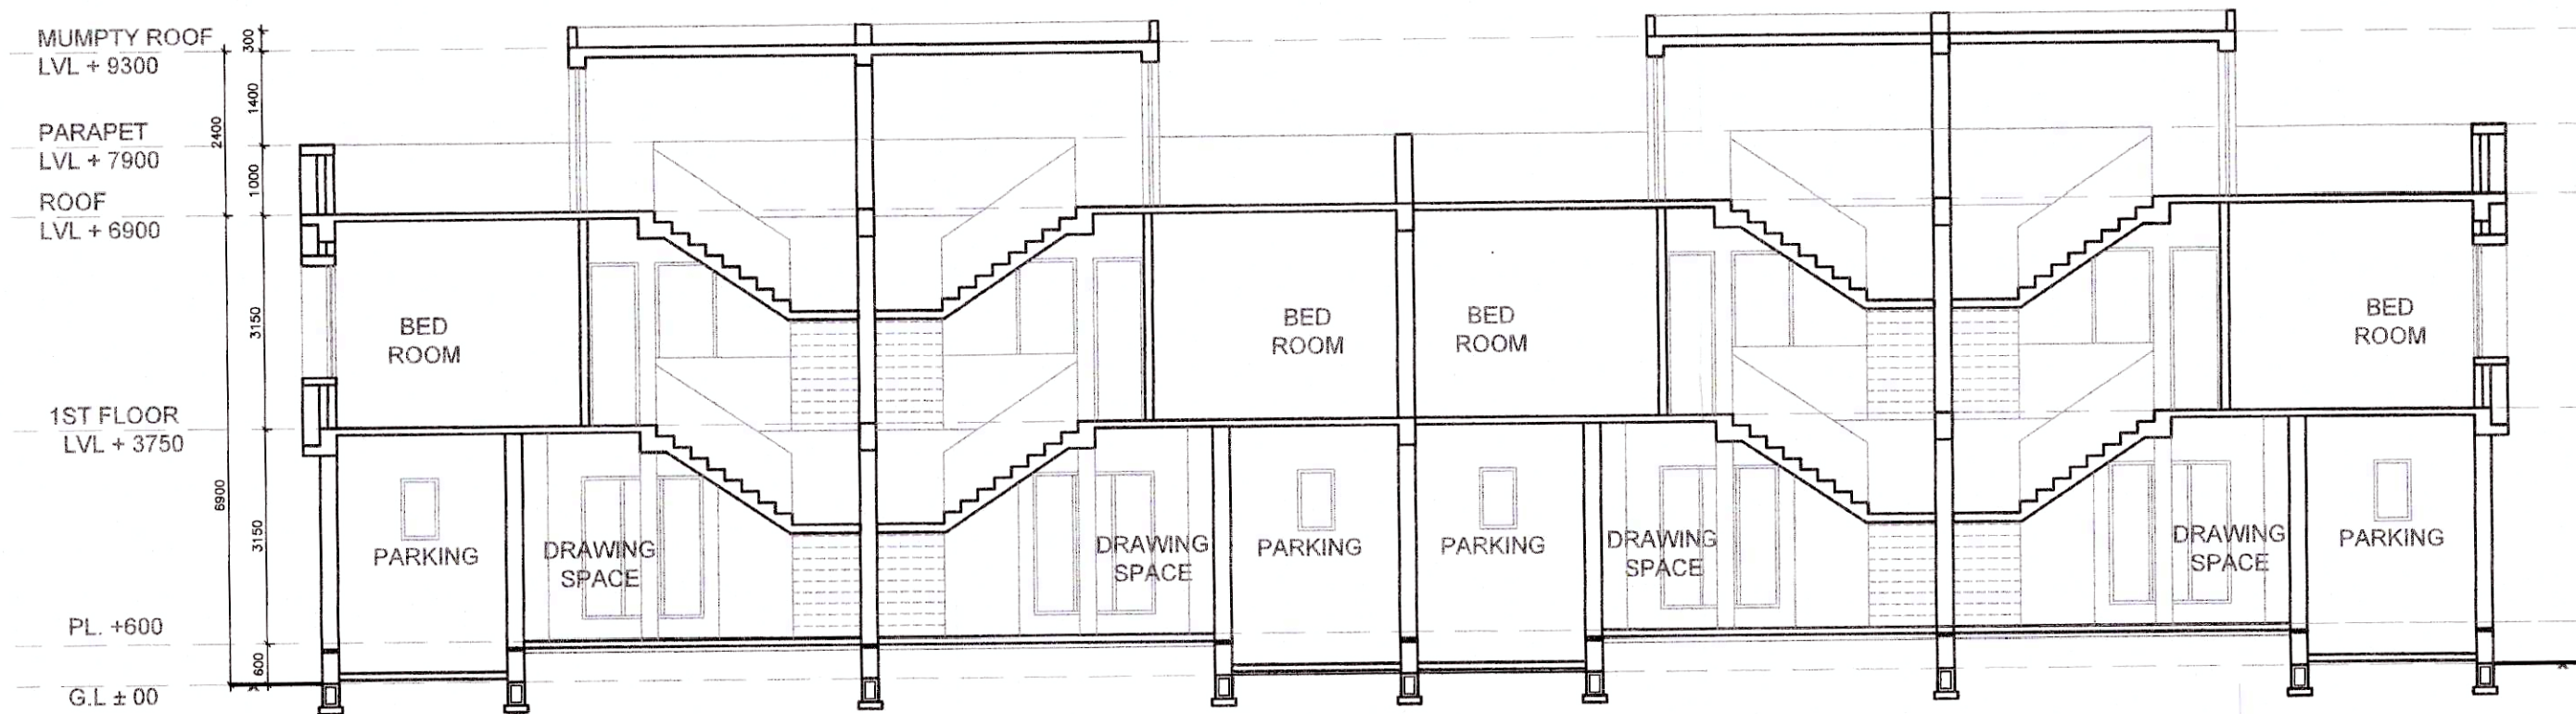 MUMPTY ROOF
LVL + 9300
PARAPET
LVL + 7900
ROOF
LVL + 6900
1ST FLOOR
LVL + 3750
PL. +600
G.L ± 00
300
1400
2400
1000
3150
6900
3150
600
BED
ROOM
BED
ROOM
BED
ROOM
BED
ROOM
PARKING
DRAWING
SPACE
DRAWING
SPACE
PARKING
PARKING
DRAWING
SPACE
DRAWING
SPACE
PARKING